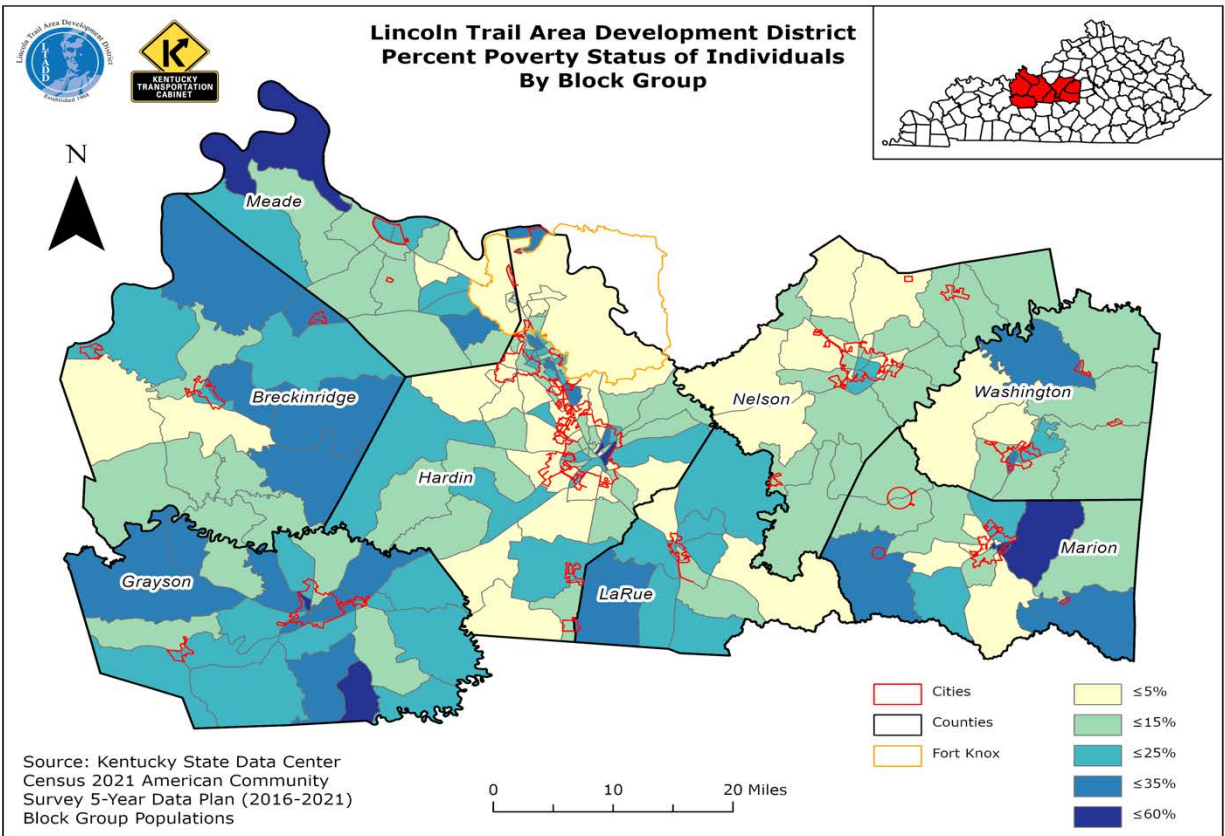 Lincoln Trail Area Development District
LTADD
Established 1968
KENTUCKY
TRANSPORTATION
CABINET
Lincoln Trail Area Development District
Percent Poverty Status of Individuals
By Block Group
N
Meade
Breckinridge
Hardin
Nelson
Washington
Grayson
LaRue
Marion
Cities
Counties
Fort Knox
≤5%
≤15%
≤25%
≤35%
≤60%
Source: Kentucky State Data Center
Census 2021 American Community
Survey 5-Year Data Plan (2016-2021)
Block Group Populations
0 10 20 Miles